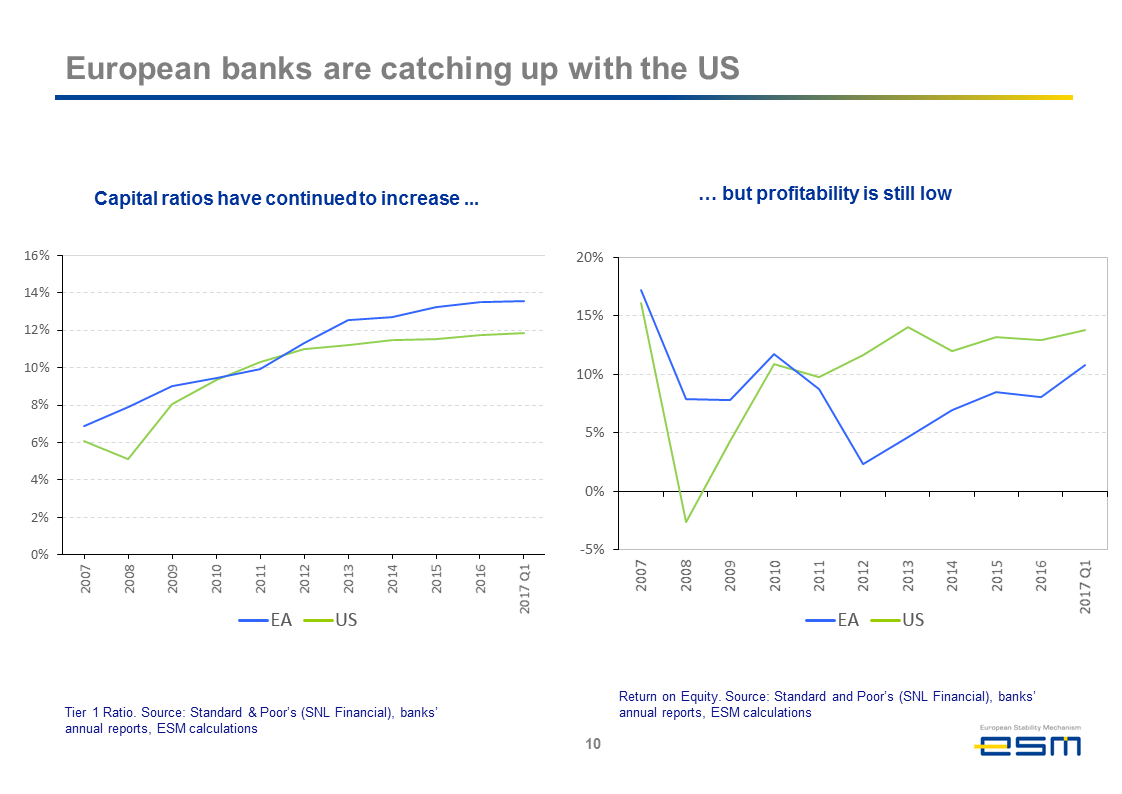 European banks are catching up with the US
Capital ratios have continued to increase ...
16%
14%
12%
10%
8%
6%
4%
2%
0%
2007
2008
2009
2010
2011
2012
2013
2014
2015
2016
2017 Q1
EA
US
Tier 1 Ratio. Source: Standard & Poor's (SNL Financial), banks'
annual reports, ESM calculations
… but profitability is still low
20%
15%
10%
5%
0%
-5%
2007
2008
2009
2010
2011
2012
2013
2014
2015
2016
2017 Q1
EA
US
Return on Equity. Source: Standard and Poor's (SNL Financial), banks'
annual reports, ESM calculations
10
European Stability Mechanism
esm